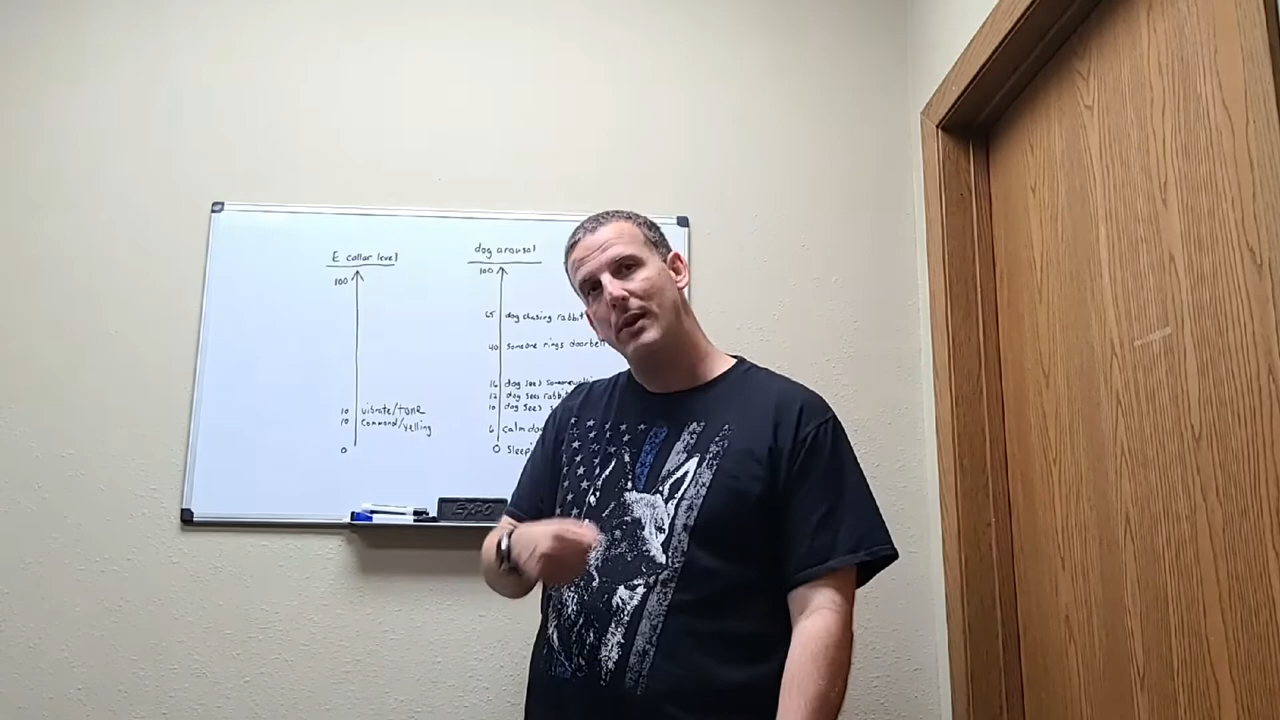 E collar level
100
10 vibrate/tone
10 command/yelling
0
dog arousal
100
65 dog chasing rabbit
40 someone rings doorbell
16 dog sees
12 dog sees rabbit
10 dog sees
6 calm
0
EXPO